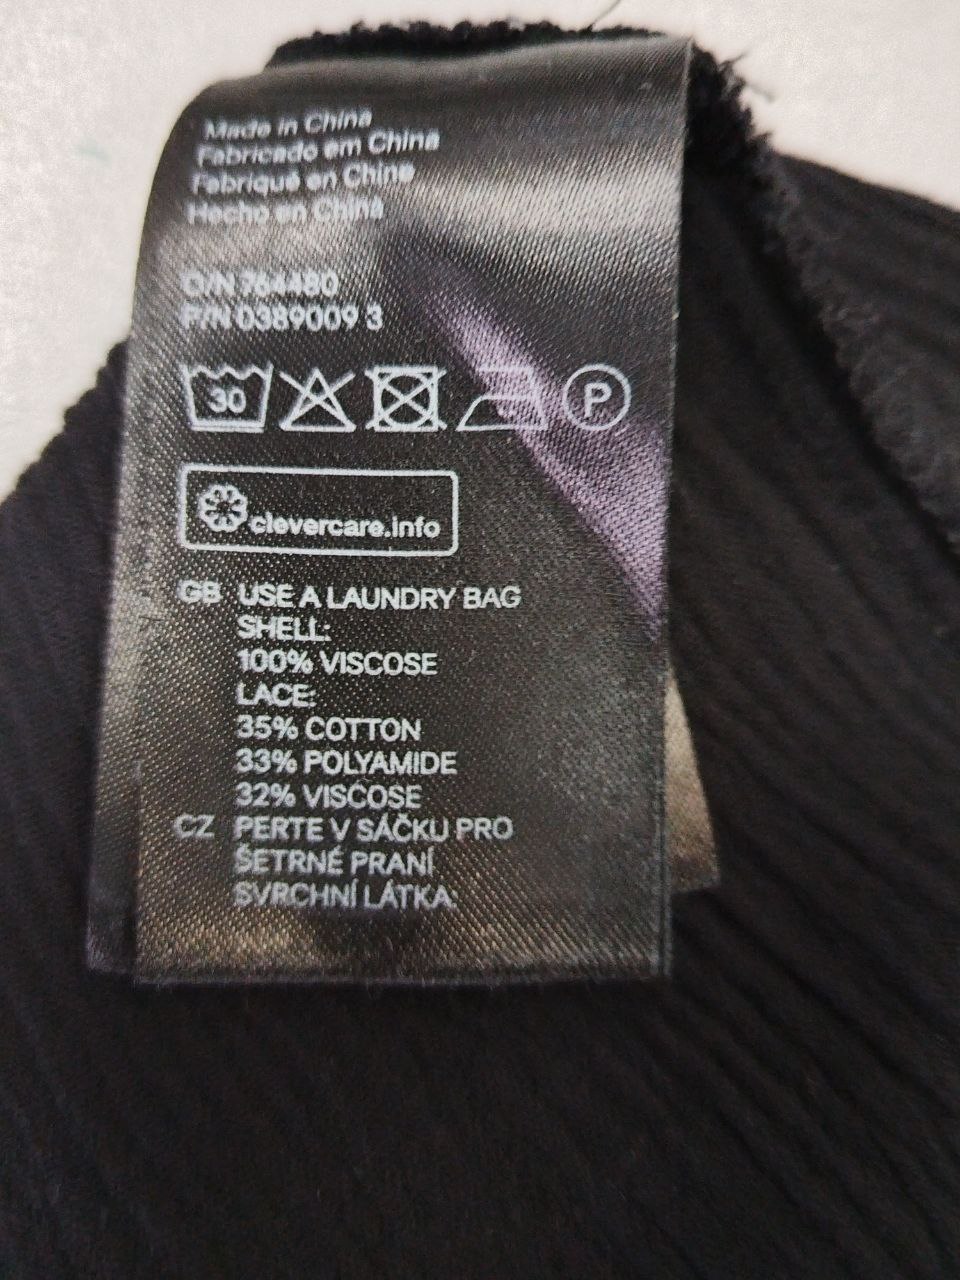 Made in China
Fabricado em China
Fabriqué en Chine
Hecho en China
O/N 764480
P/N 0389009 3
30
P
clevercare.info
GB USE A LAUNDRY BAG
SHELL:
100% VISCOSE
LACE:
35% COTTON
33% POLYAMIDE
32% VISCOSE
CZ PERTE V SÁČKU PRO
ŠETRNÉ PRANÍ
SVRCHNÍ LÁTKA: